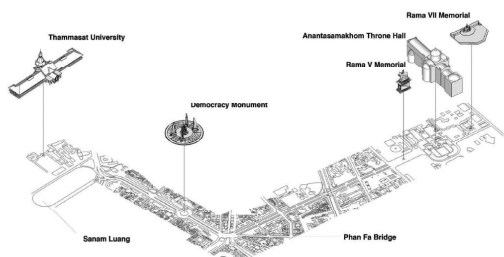 Rama VII Memorial
Thammasat University
Anantasamakhom Throne Hall
Rama V Memorial
Democracy Monument
Sanam Luang
Phan Fa Bridge